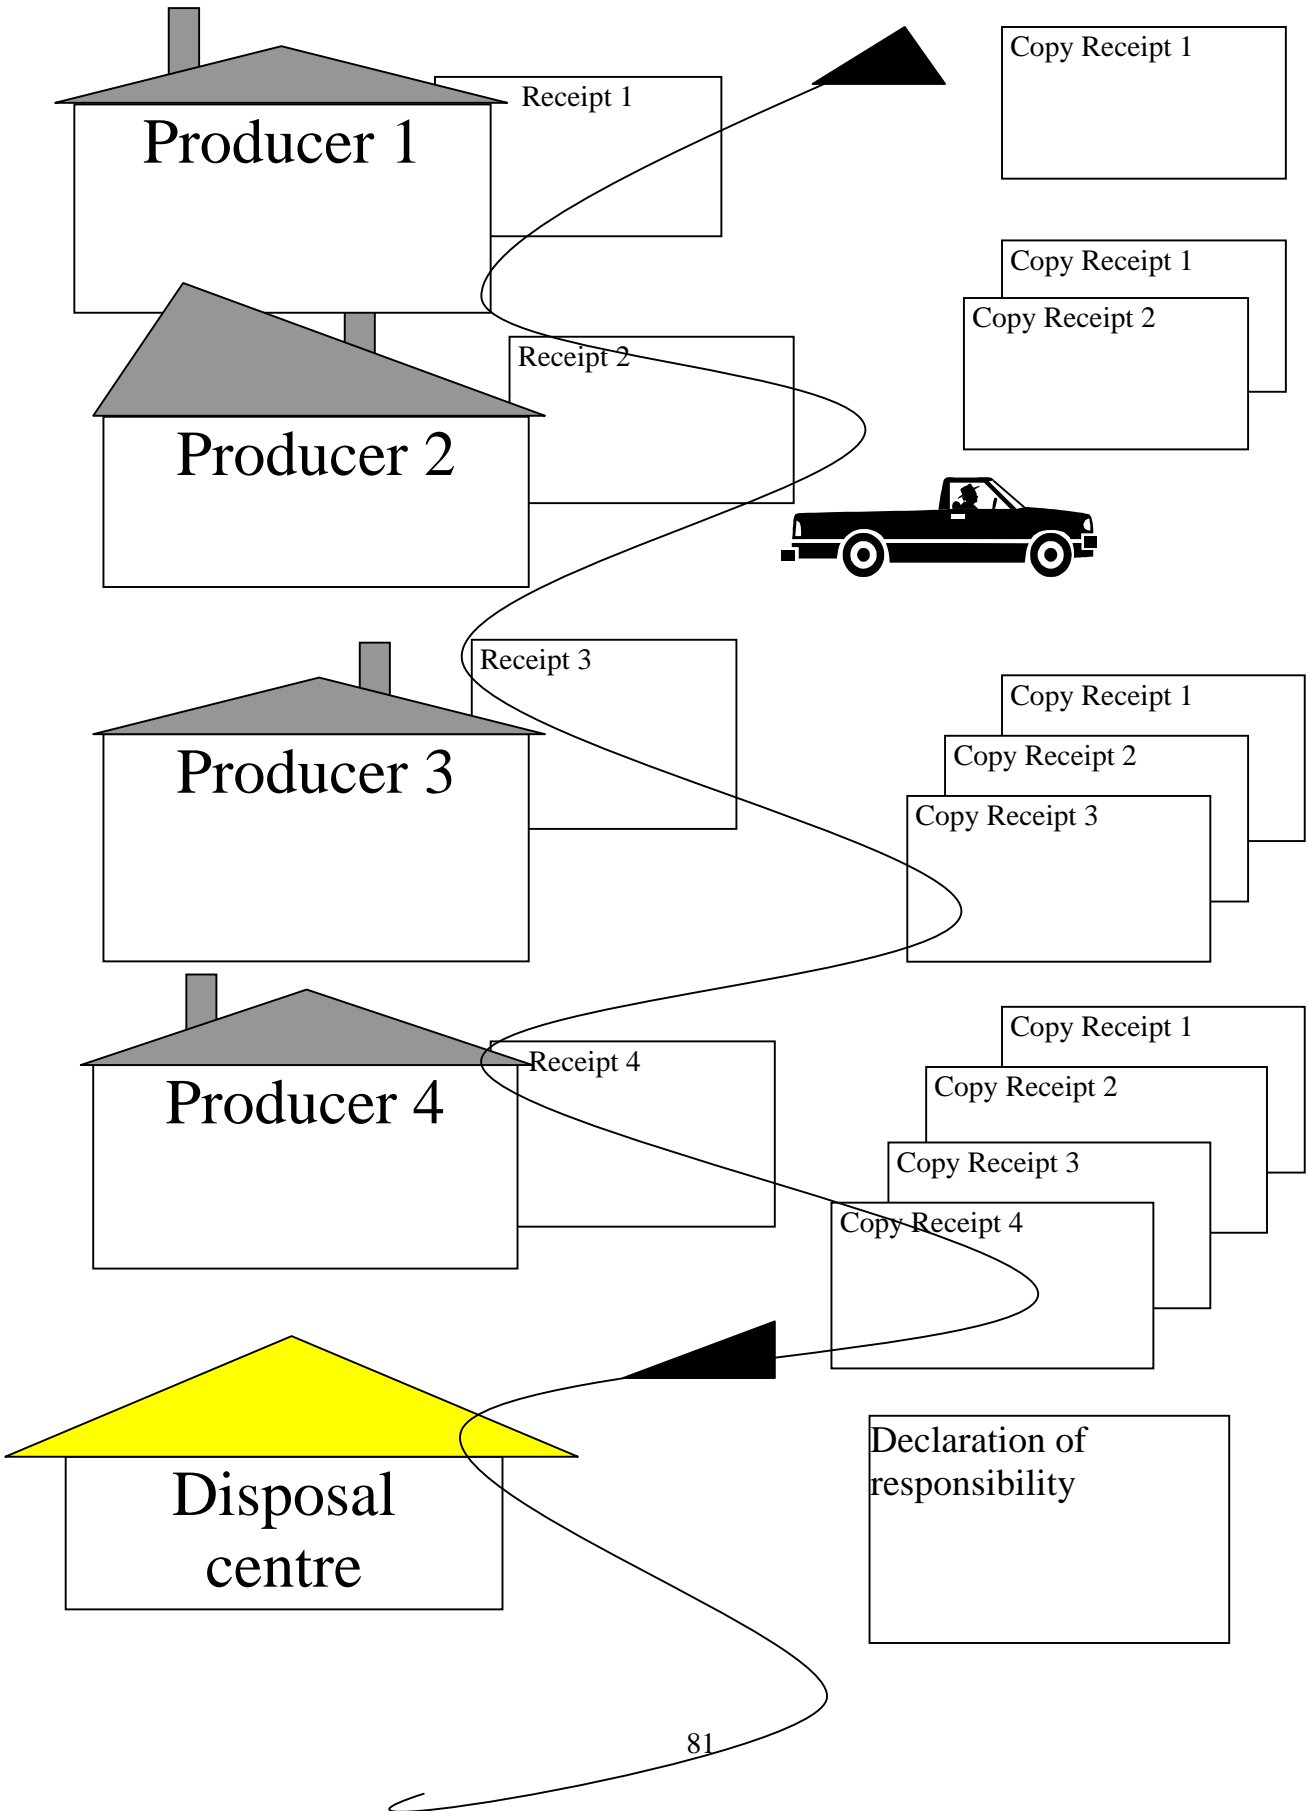 Copy Receipt 1
Receipt 1
Producer 1
Copy Receipt 1
Copy Receipt 2
Receipt 2
Producer 2
Receipt 3
Copy Receipt 1
Copy Receipt 2
Producer 3
Copy Receipt 3
Copy Receipt 1
Receipt 4
Copy Receipt 2
Producer 4
Copy Receipt 3
Copy Receipt 4
Declaration of
responsibility
Disposal
centre
81